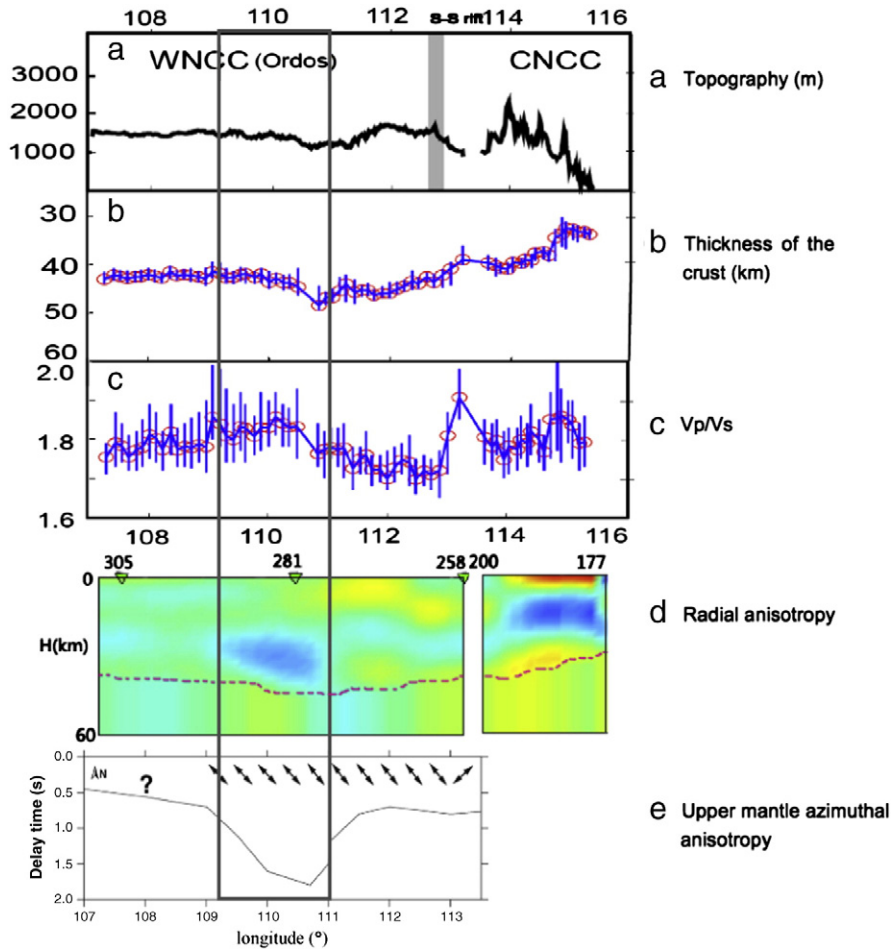 108 110 112 S-S rift 114 116
a WNCC (Ordos) CNCC
3000
2000
1000
a Topography (m)
b
30
40
50
60
b Thickness of the
crust (km)
c
2.0
1.8
1.6
c Vp/Vs
108 110 112 114 116
305 281 258 200 177
0
H(km)
60
d Radial anisotropy
0.0
0.5
1.0
1.5
2.0
Delay time (s)
N ?
e Upper mantle azimuthal
anisotropy
107 108 109 110 111 112 113
longitude (°)